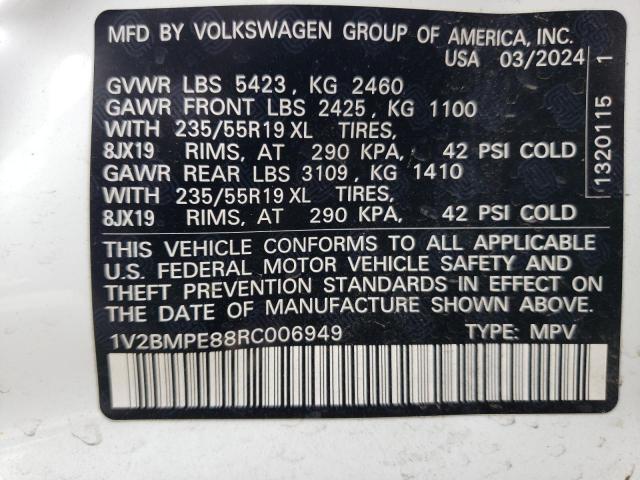 MFD BY VOLKSWAGEN GROUP OF AMERICA, INC.
USA 03/2024
GVWR LBS 5423, KG 2460
GAWR FRONT LBS 2425, KG 1100
WITH 235/55R19 XL TIRES,
8JX19 RIMS, AT 290 KPA, 42 PSI COLD
GAWR REAR LBS 3109, KG 1410
WITH 235/55R19 XL TIRES,
8JX19 RIMS, AT 290 KPA, 42 PSI COLD
THIS VEHICLE CONFORMS TO ALL APPLICABLE
U.S. FEDERAL MOTOR VEHICLE SAFETY AND
THEFT PREVENTION STANDARDS IN EFFECT ON
THE DATE OF MANUFACTURE SHOWN ABOVE.
1V2BMPE88RC006949 TYPE: MPV
1320115 1